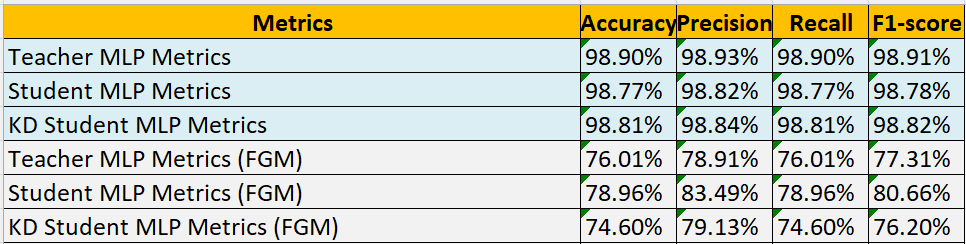 Metrics Accuracy Precision Recall F1-score
Teacher MLP Metrics 98.90% 98.93% 98.90% 98.91%
Student MLP Metrics 98.77% 98.82% 98.77% 98.78%
KD Student MLP Metrics 98.81% 98.84% 98.81% 98.82%
Teacher MLP Metrics (FGM) 76.01% 78.91% 76.01% 77.31%
Student MLP Metrics (FGM) 78.96% 83.49% 78.96% 80.66%
KD Student MLP Metrics (FGM) 74.60% 79.13% 74.60% 76.20%